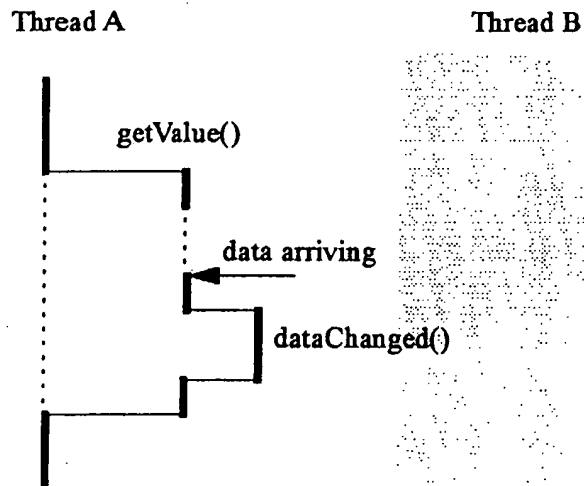 Thread A
Thread B
getValue()
data arriving
dataChanged()